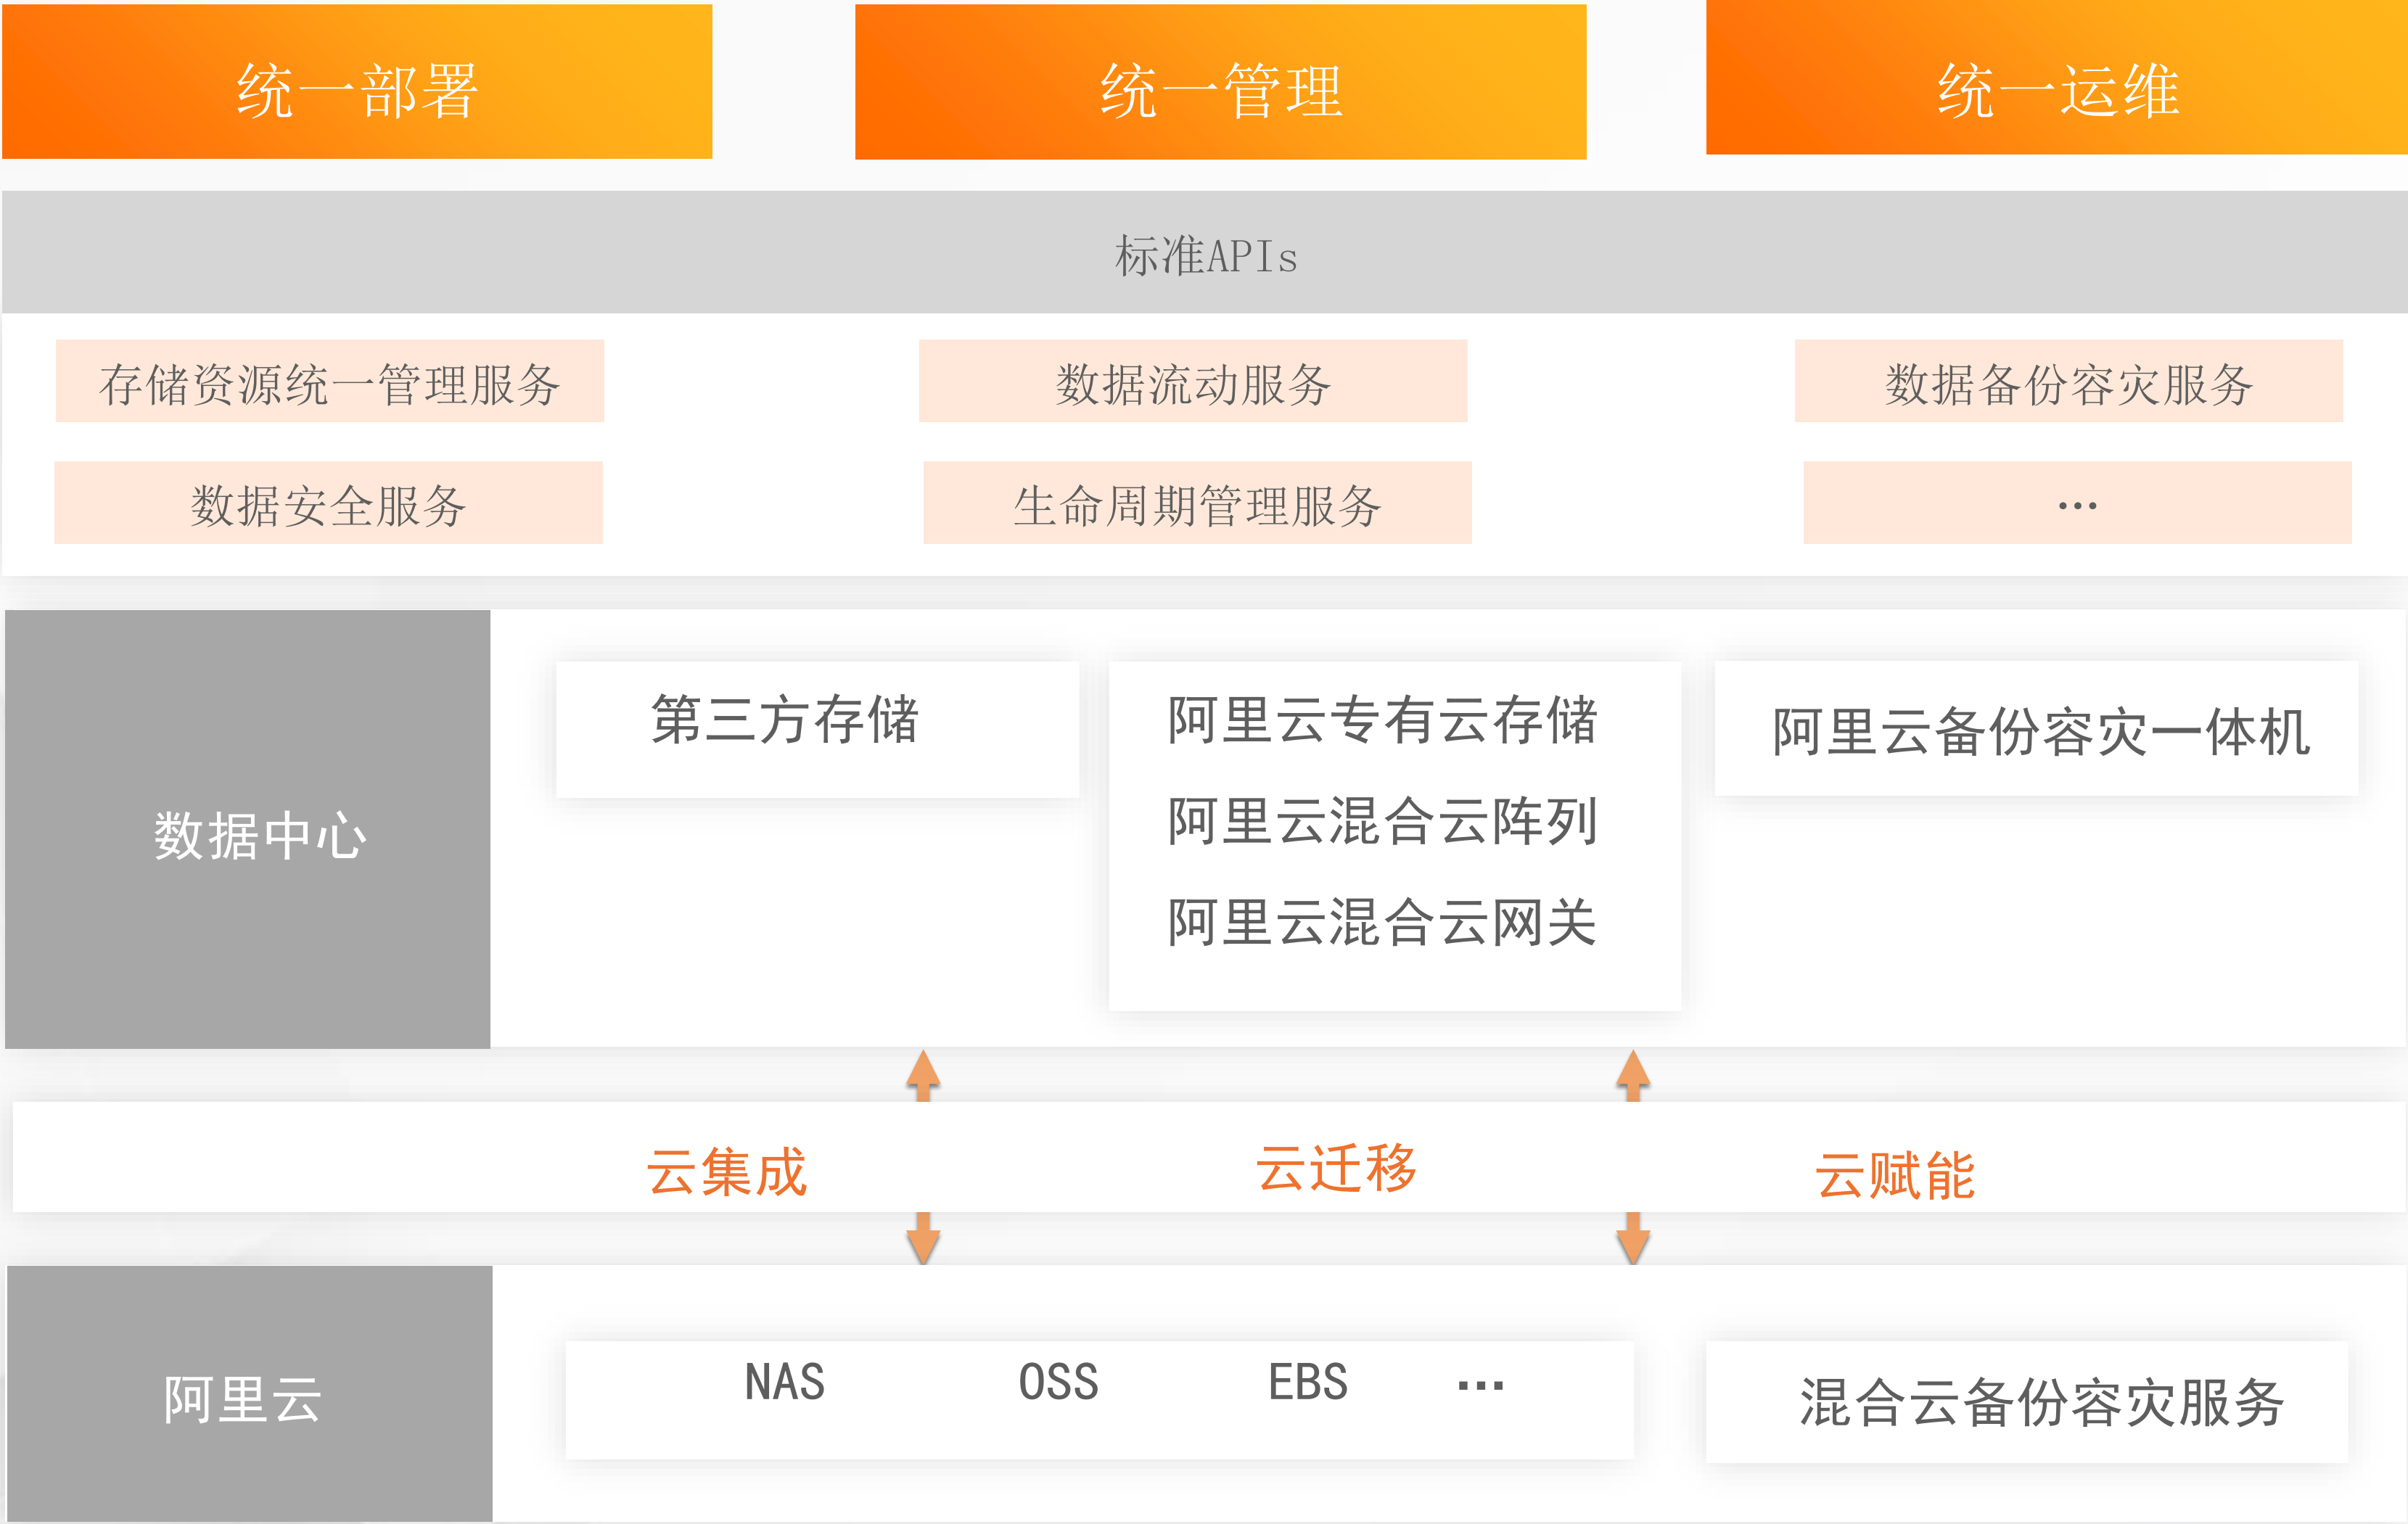 统一部署
统一管理
统一运维
标准APIs
存储资源统一管理服务
数据流动服务
数据备份容灾服务
数据安全服务
生命周期管理服务
…
数据中心
第三方存储
阿里云专有云存储
阿里云混合云阵列
阿里云混合云网关
阿里云备份容灾一体机
云集成
云迁移
云赋能
阿里云
NAS
OSS
EBS
…
混合云备份容灾服务